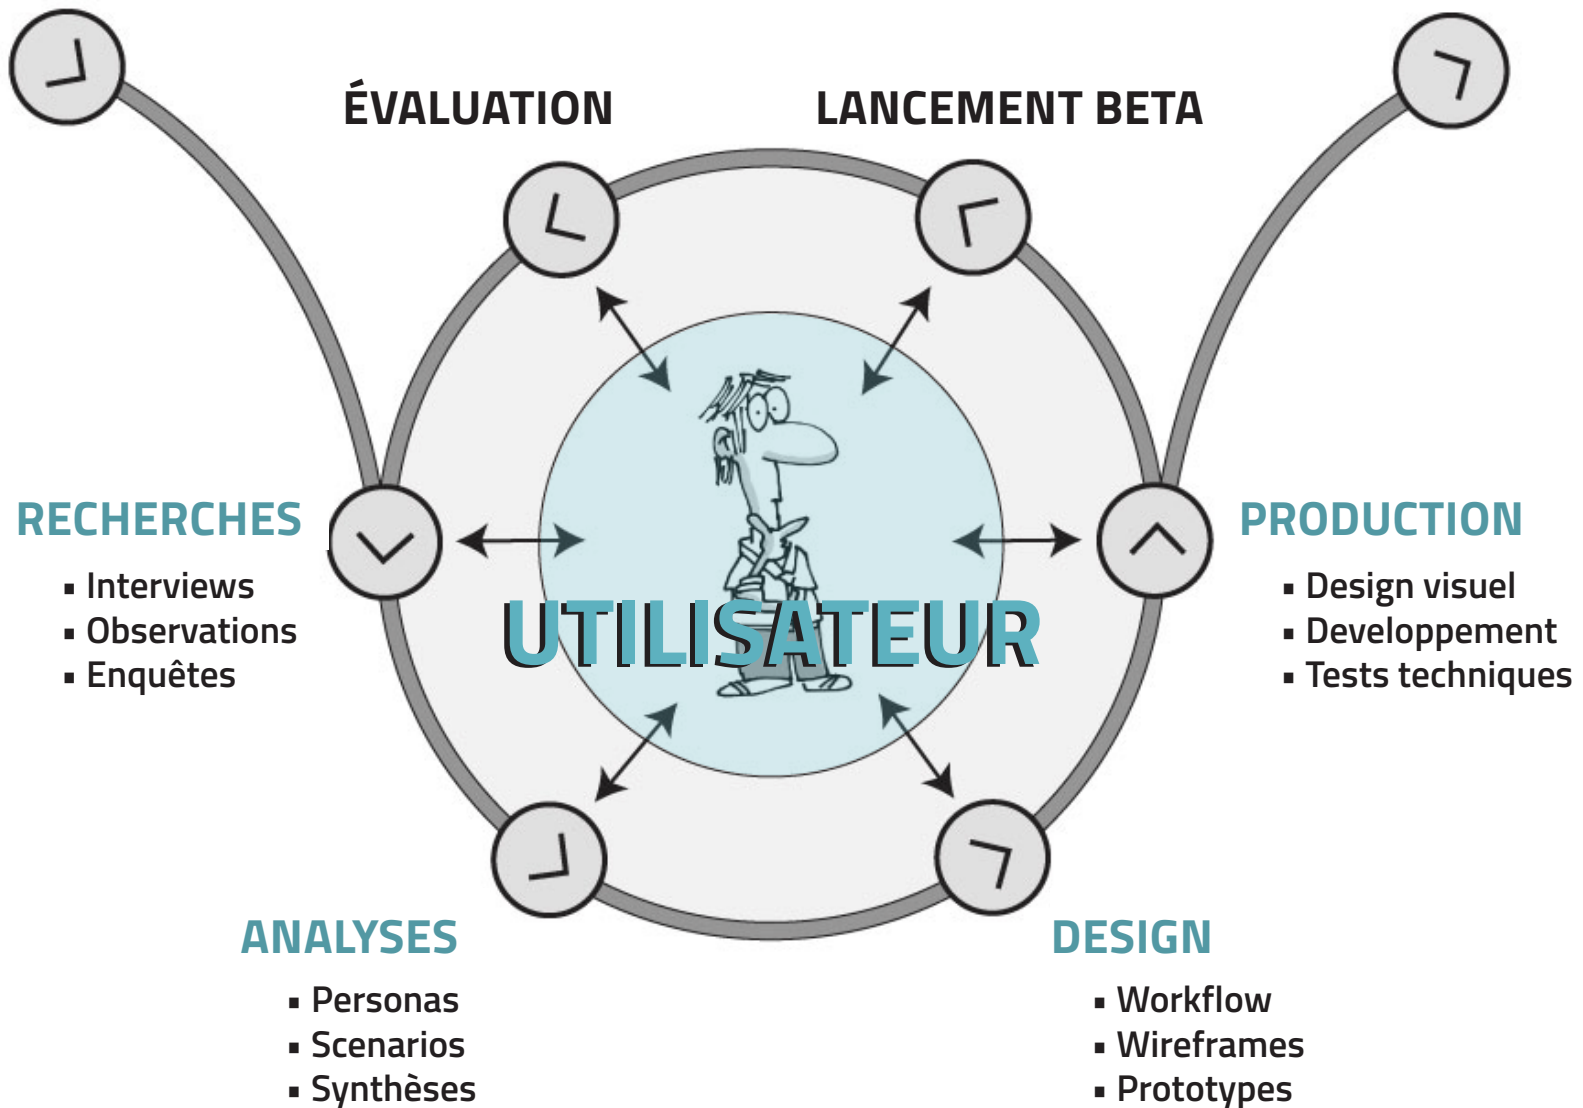 ÉVALUATION
LANCEMENT BETA
RECHERCHES
▪ Interviews
▪ Observations
▪ Enquêtes
PRODUCTION
▪ Design visuel
▪ Developpement
▪ Tests techniques
UTILISATEUR
ANALYSES
▪ Personas
▪ Scenarios
▪ Synthèses
DESIGN
▪ Workflow
▪ Wireframes
▪ Prototypes